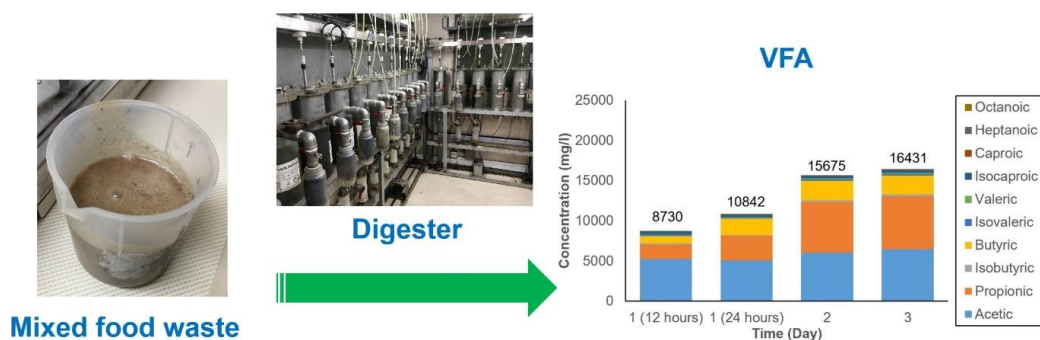 Mixed food waste
Digester
VFA
Concentration (mg/l)
25000
20000
15000
10000
5000
0
8730
10842
15675
16431
1 (12 hours)
1 (24 hours)
2
3
Time (Day)
Octanoic
Heptanoic
Caproic
Isocaproic
Valeric
Isovaleric
Butyric
Isobutyric
Propionic
Acetic